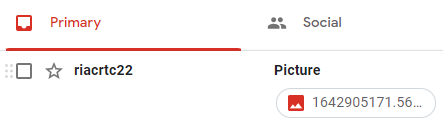 Primary Social
riacrtc22 Picture
1642905171.56...